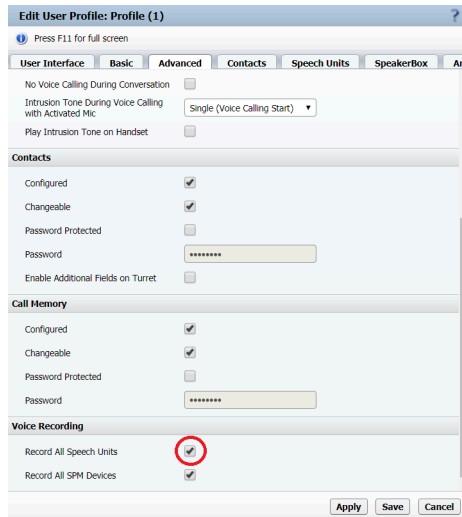 Edit User Profile: Profile (1)
?
Press F11 for full screen
User Interface Basic Advanced Contacts Speech Units SpeakerBox
No Voice Calling During Conversation
Intrusion Tone During Voice Calling
with Activated Mic
Single (Voice Calling Start)
Play Intrusion Tone on Handset
Contacts
Configured
Changeable
Password Protected
Password ••••••••
Enable Additional Fields on Turret
Call Memory
Configured
Changeable
Password Protected
Password ••••••••
Voice Recording
Record All Speech Units
Record All SPM Devices
Apply Save Cancel